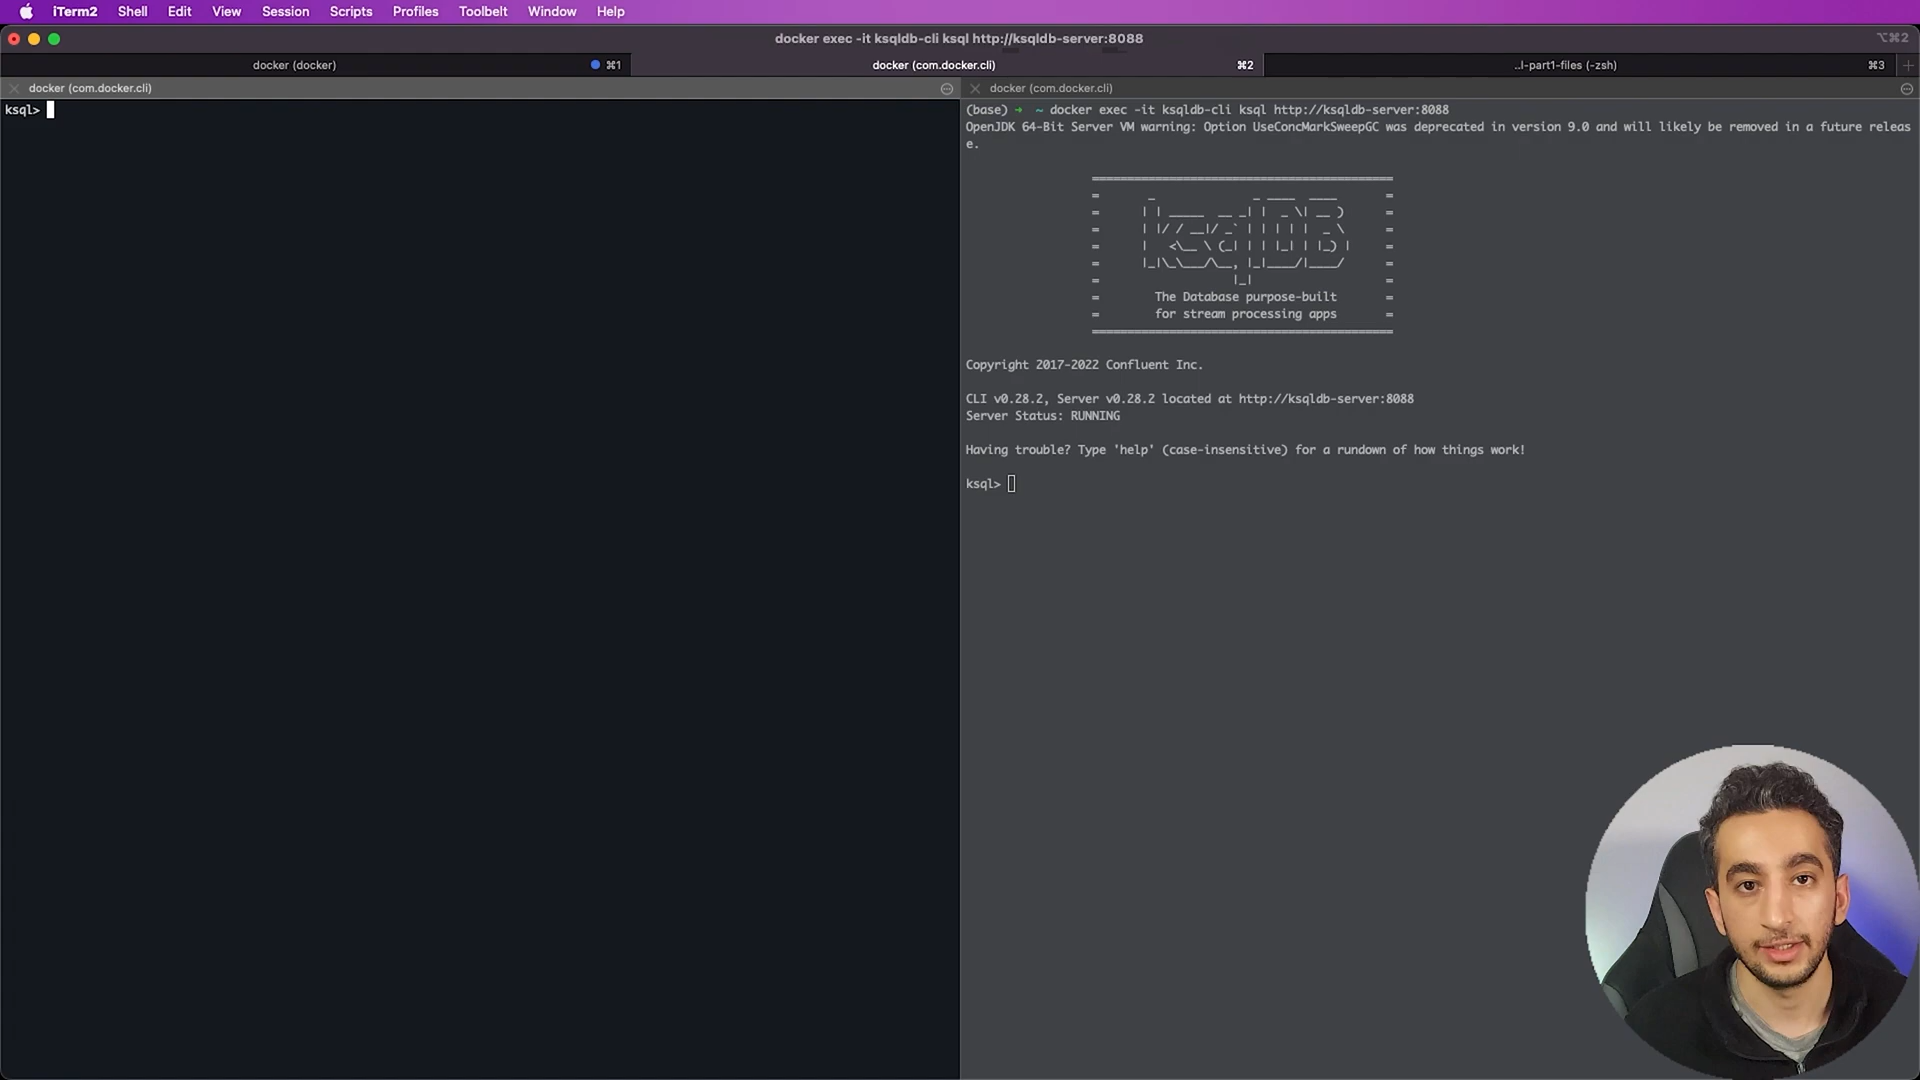 iTerm2 Shell Edit View Session Scripts Profiles Toolbelt Window Help
docker exec -it ksqldb-cli ksql http://ksqldb-server:8088
⌥⌘2
docker (docker) ⌘1
docker (com.docker.cli) ⌘2
..l-part1-files (-zsh) ⌘3
docker (com.docker.cli)
ksql>
docker (com.docker.cli)
(base) ➜ ~ docker exec -it ksqldb-cli ksql http://ksqldb-server:8088
OpenJDK 64-Bit Server VM warning: Option UseConcMarkSweepGC was deprecated in version 9.0 and will likely be removed in a future releas
e.
ksqlDB
The Database purpose-built
for stream processing apps
Copyright 2017-2022 Confluent Inc.
CLI v0.28.2, Server v0.28.2 located at http://ksqldb-server:8088
Server Status: RUNNING
Having trouble? Type 'help' (case-insensitive) for a rundown of how things work!
ksql>